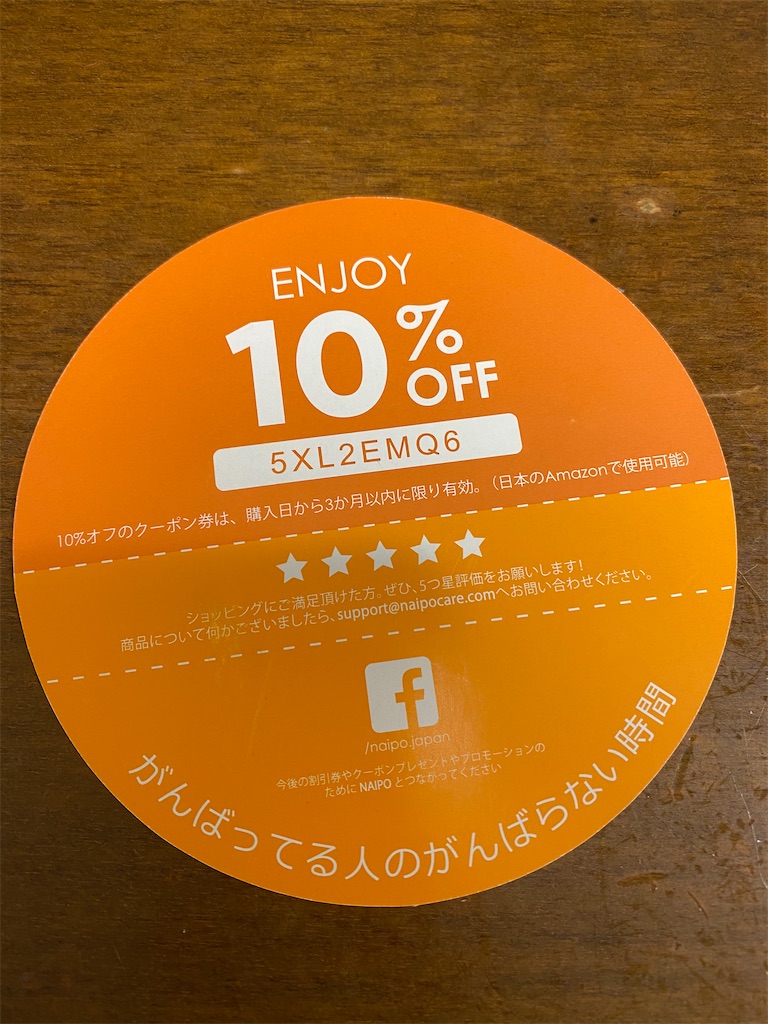 ENJOY
10% OFF
5XL2EMQ6
10%オフのクーポン券は、購入日から3か月以内に限り有効。（日本のAmazonで使用可能）
ショッピングにご満足頂けた方。ぜひ、5つ星評価をお願いします！
商品について何かございましたら、support@naipocare.comへお問い合わせください。
f
/naipo.japan
今後の割引券やクーポンプレゼントやプロモーションの
ために NAIPO とつながってください
がんばってる人のがんばらない時間